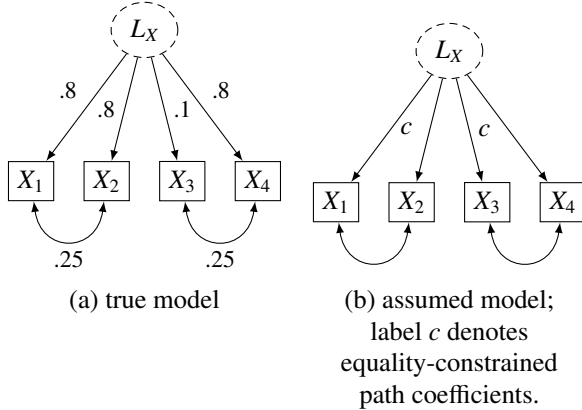 L_X
.8
.8
.1
.8
X_1
X_2
X_3
X_4
.25
.25
(a) true model
L_X
c
c
X_1
X_2
X_3
X_4
(b) assumed model;
label c denotes
equality-constrained
path coefficients.